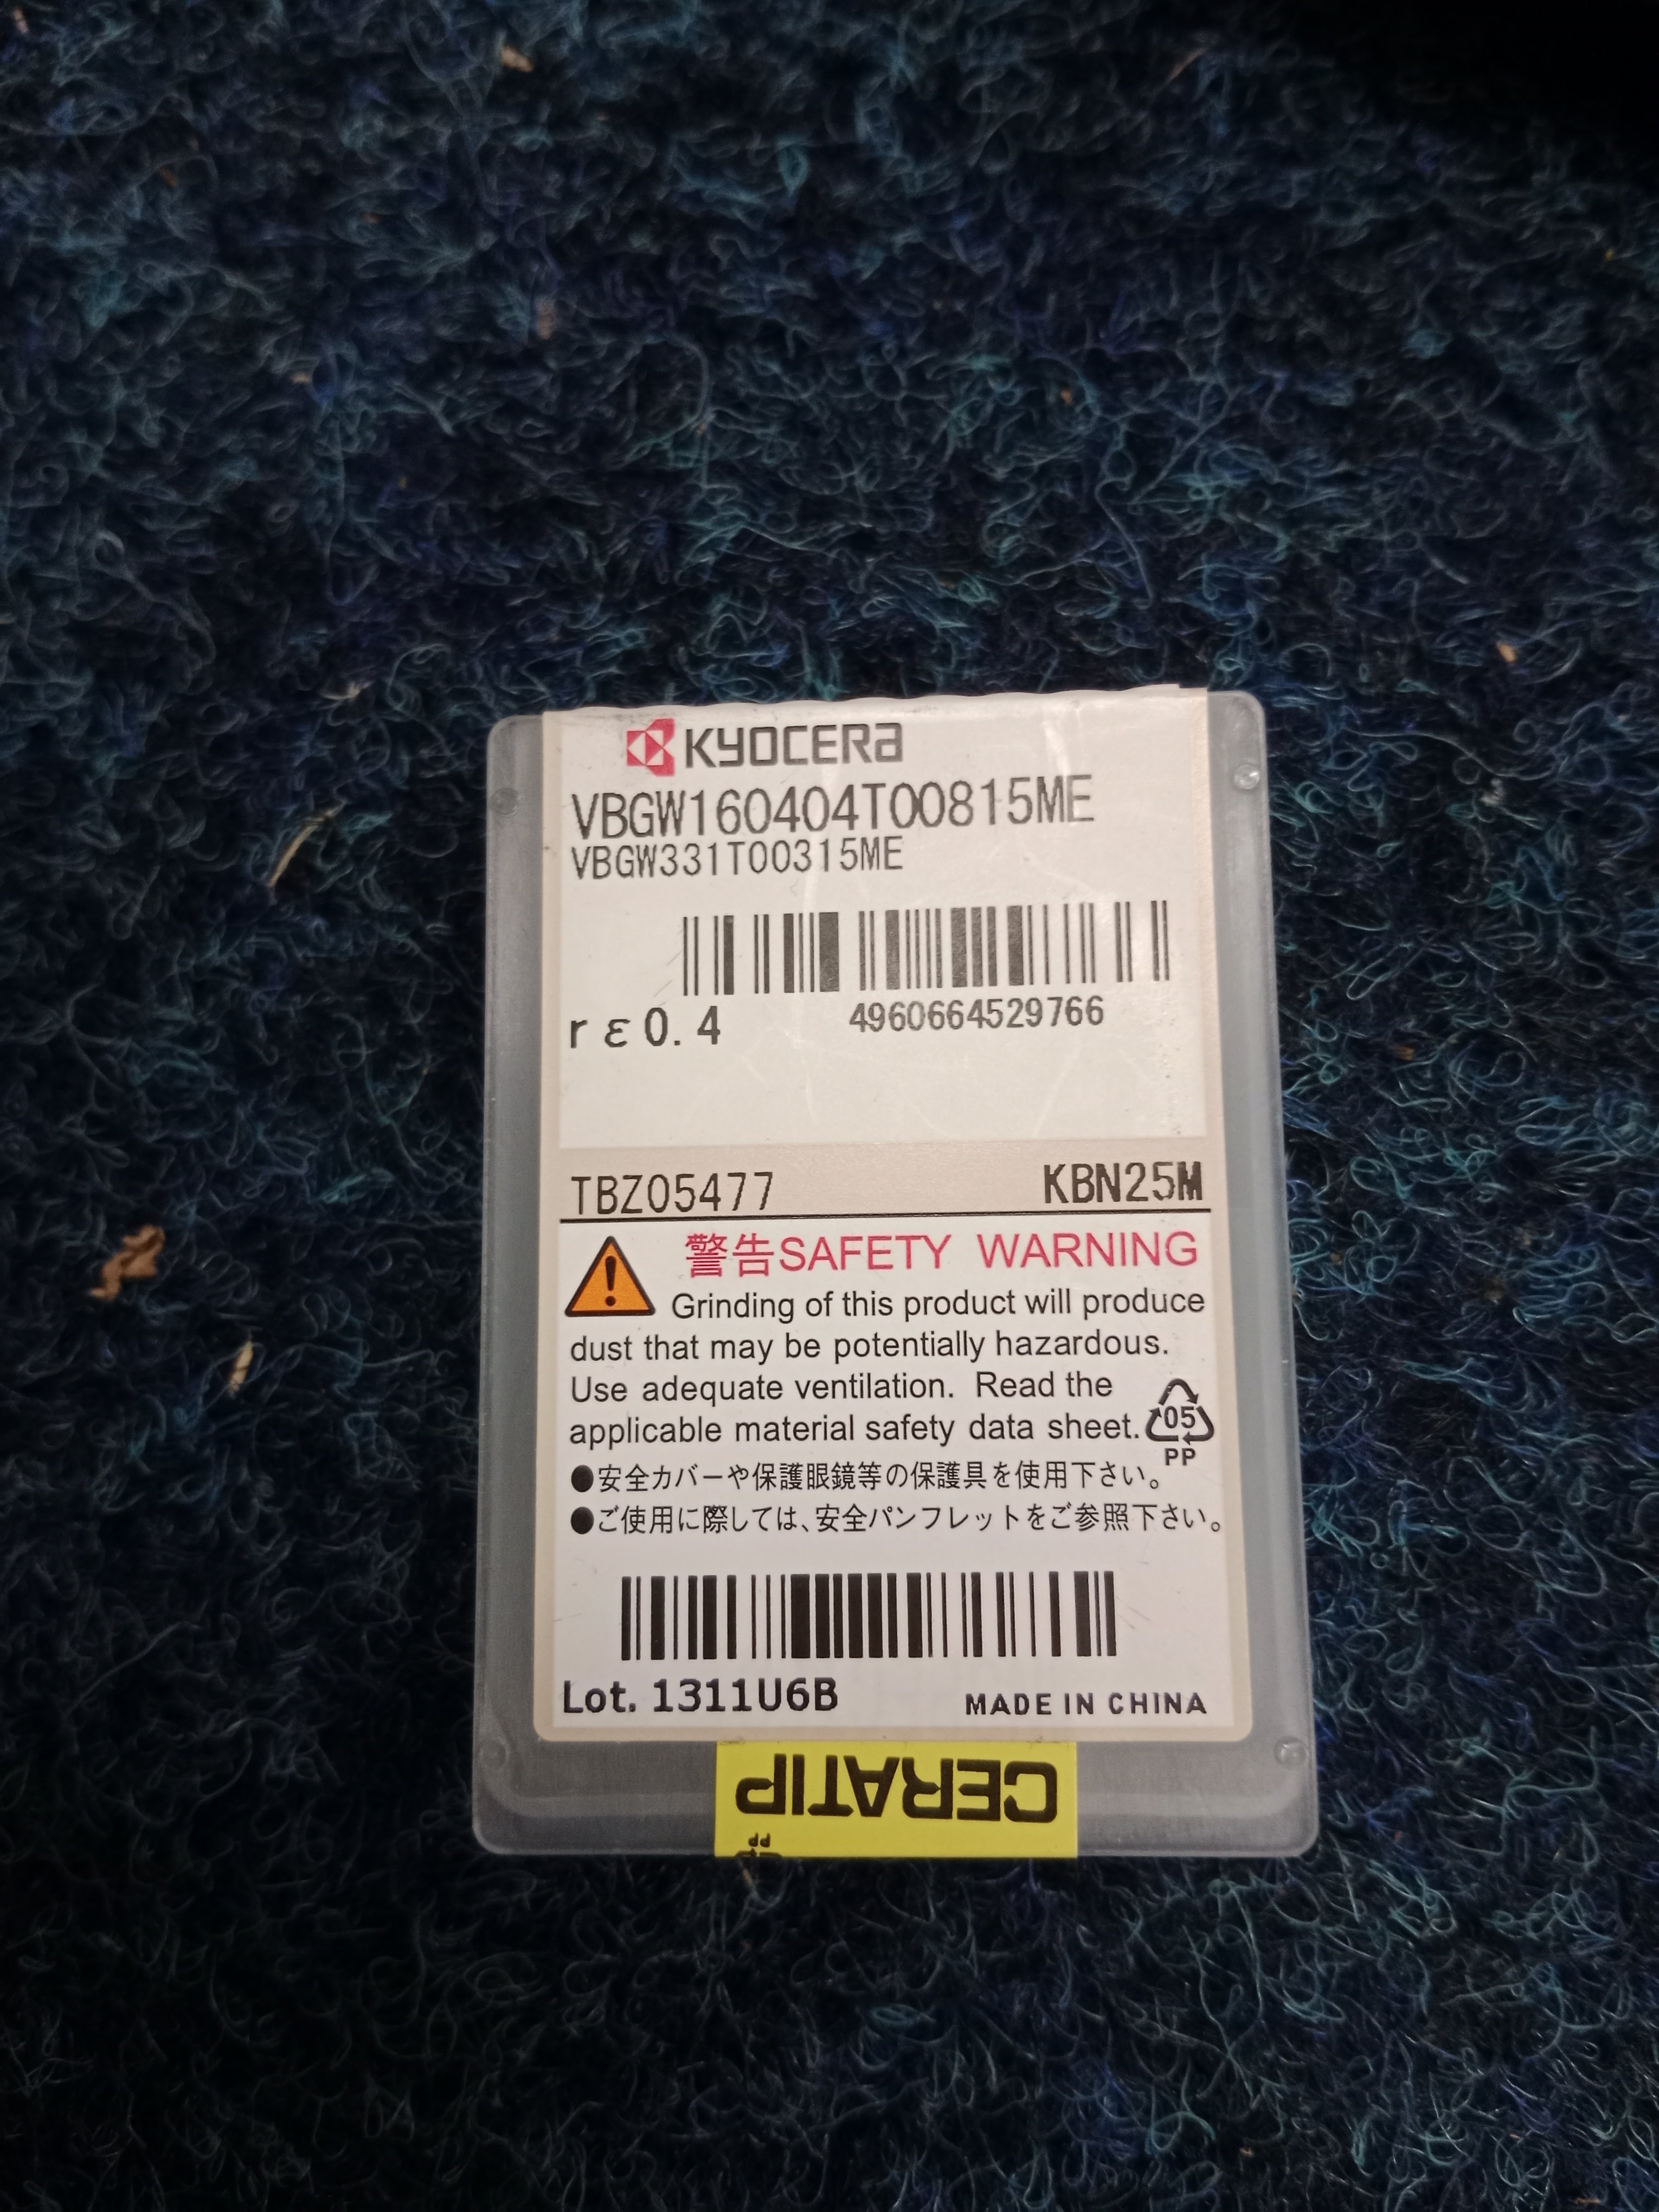 KYOCERA
VBGW160404T00815ME
VBGW331T00315ME
rε0.4
4960664529766
TBZ05477
KBN25M
警告SAFETY WARNING
Grinding of this product will produce
dust that may be potentially hazardous.
Use adequate ventilation. Read the
applicable material safety data sheet.
05
PP
●安全カバーや保護眼鏡等の保護具を使用下さい。
●ご使用に際しては、安全パンフレットをご参照下さい。
Lot. 1311U6B
MADE IN CHINA
CERATIP
PP